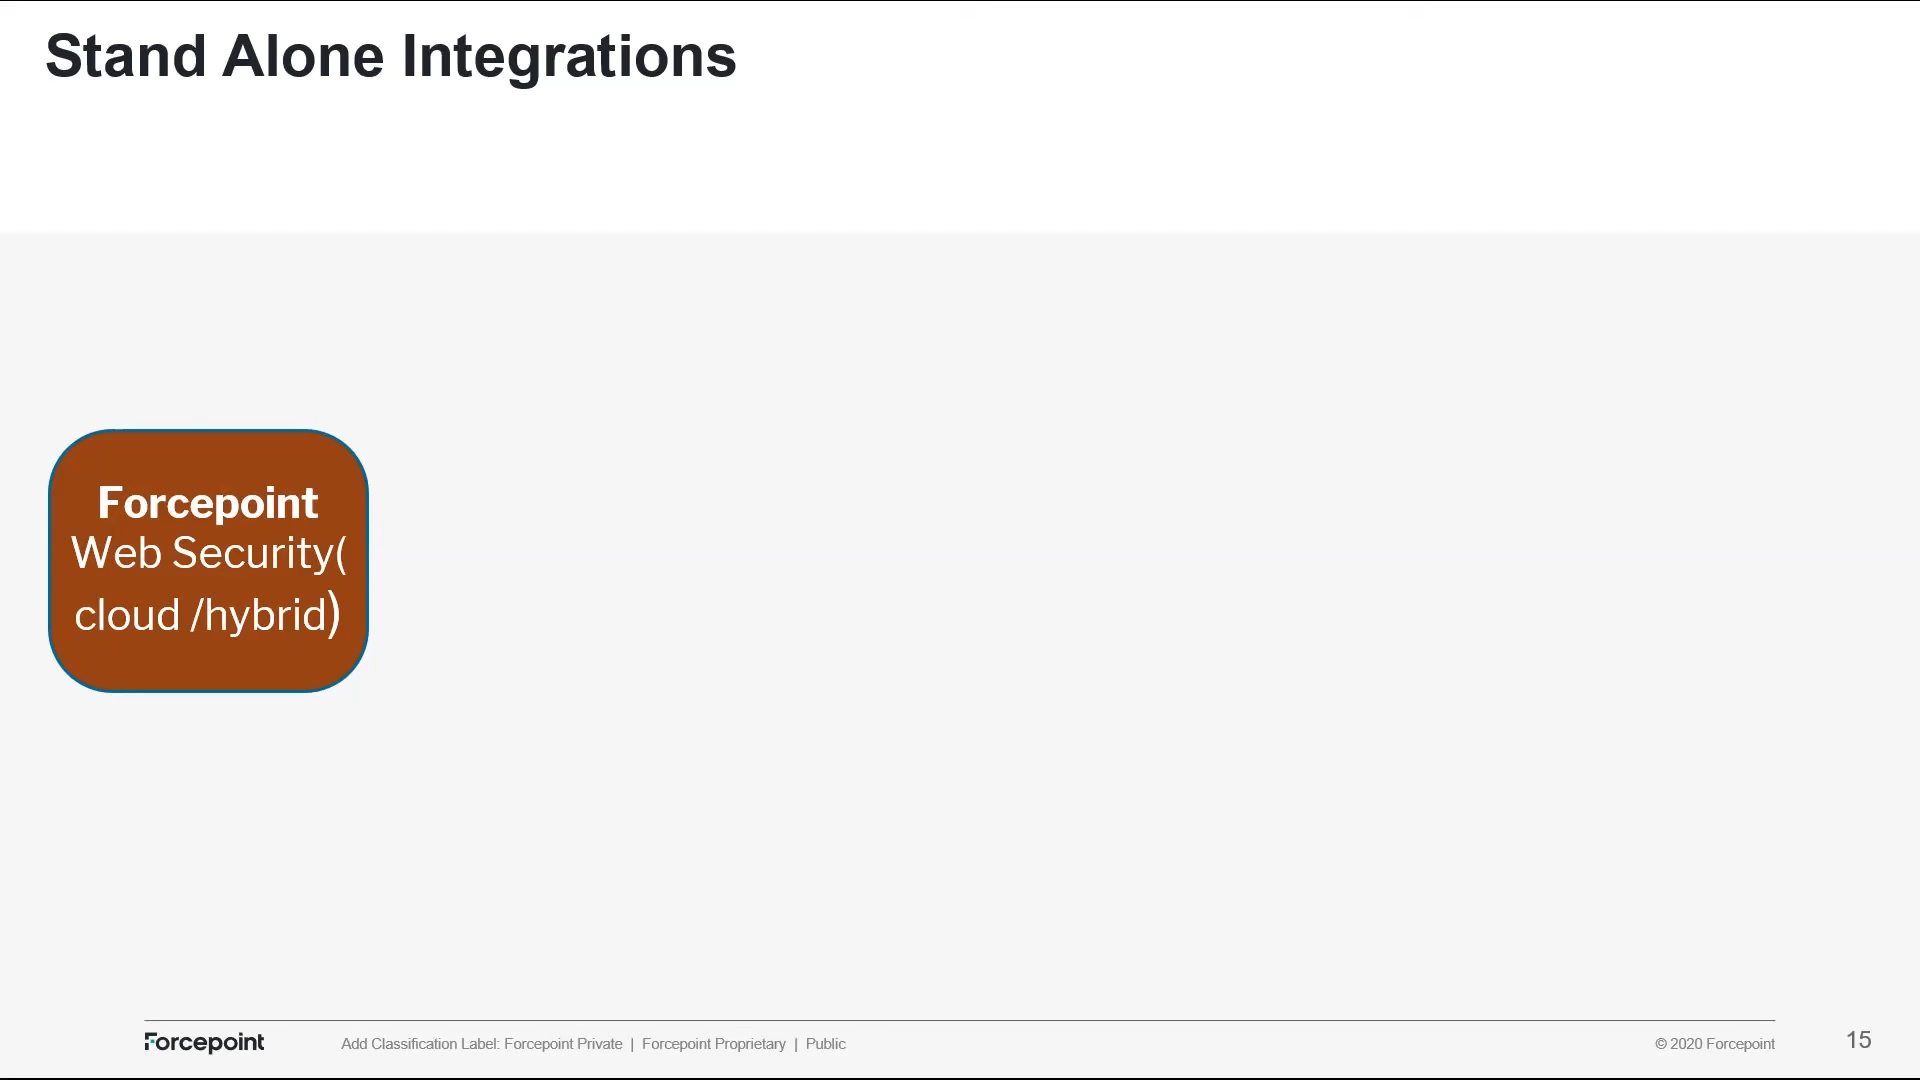 Stand Alone Integrations
Forcepoint
Web Security(
cloud /hybrid)
Forcepoint
Add Classification Label: Forcepoint Private | Forcepoint Proprietary | Public
© 2020 Forcepoint
15